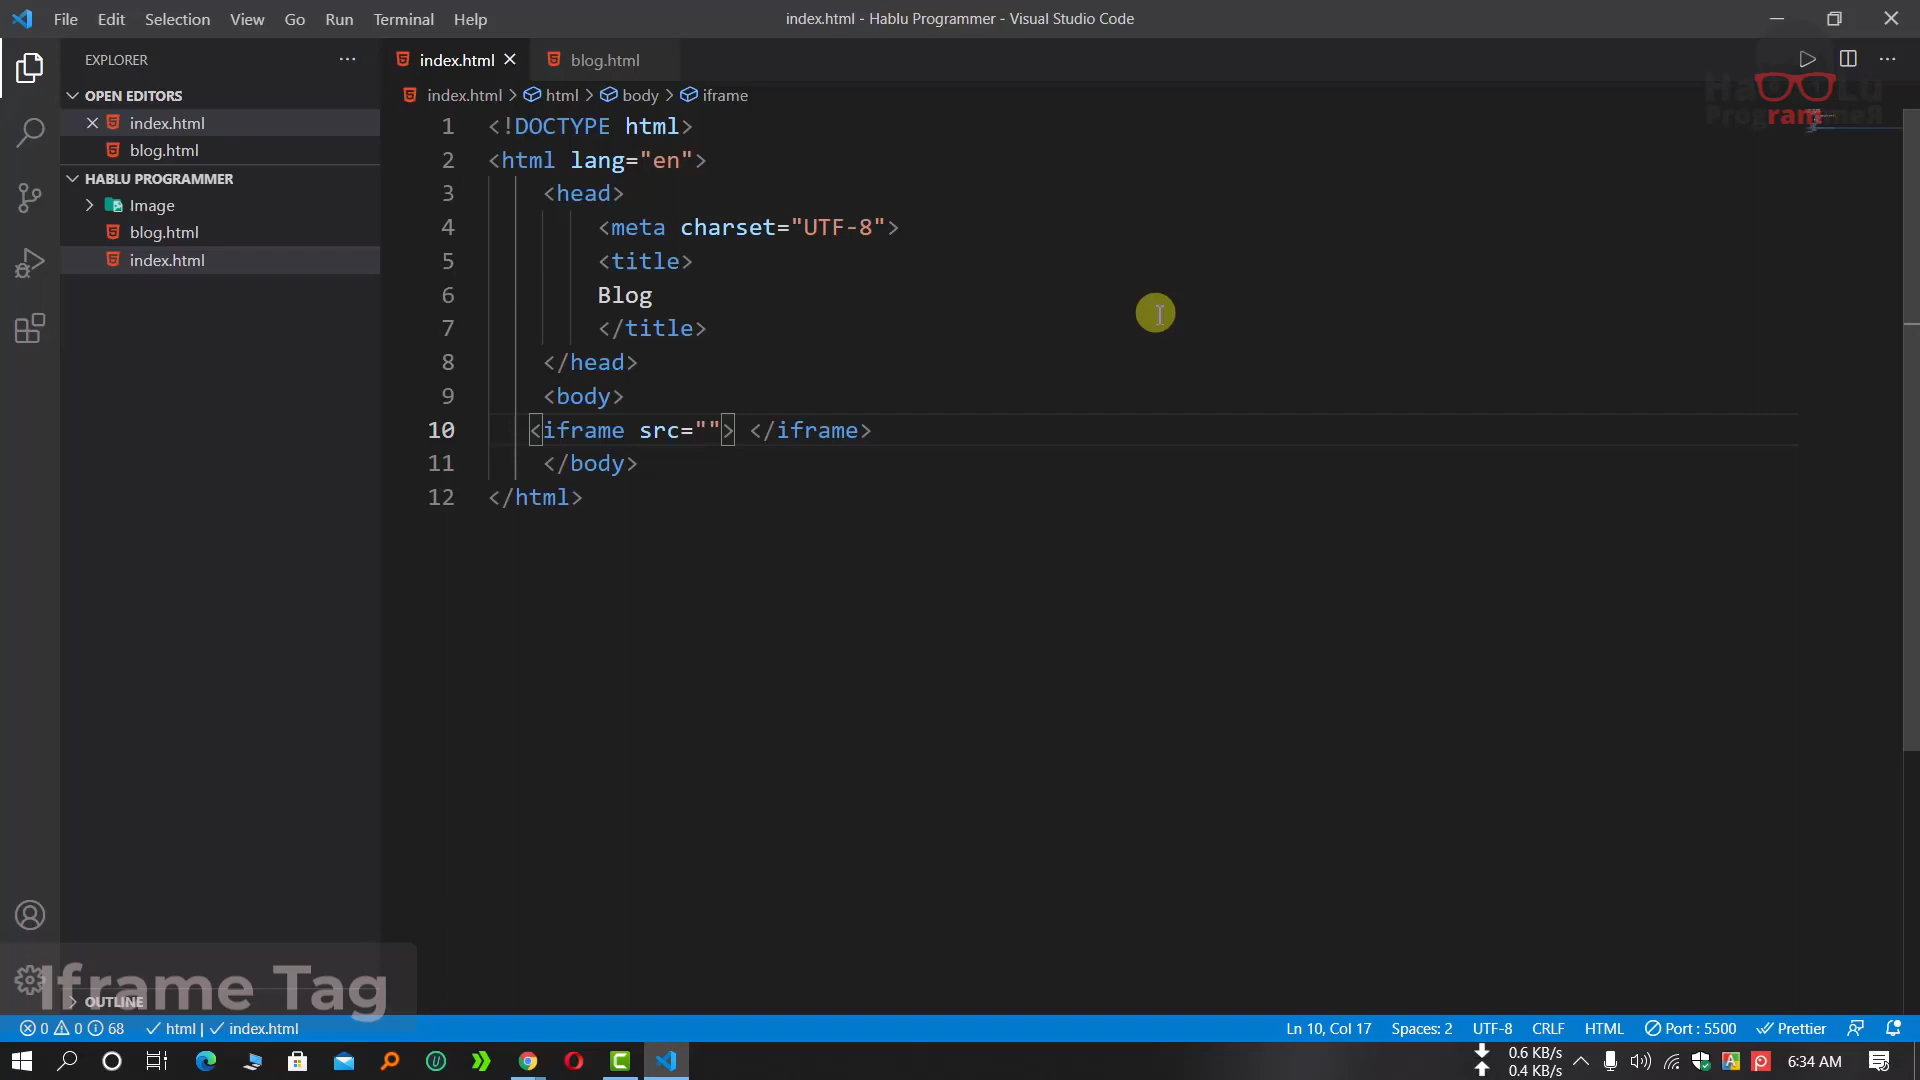 File Edit Selection View Go Run Terminal Help
index.html - Hablu Programmer - Visual Studio Code
EXPLORER
OPEN EDITORS
index.html
blog.html
HABLU PROGRAMMER
Image
blog.html
index.html
OUTLINE
index.html blog.html
index.html > html > body > iframe
1 <!DOCTYPE html>
2 <html lang="en">
3 <head>
4 <meta charset="UTF-8">
5 <title>
6 Blog
7 </title>
8 </head>
9 <body>
10 <iframe src=""> </iframe>
11 </body>
12 </html>
Iframe Tag
0 0 68 html | index.html
Ln 10, Col 17 Spaces: 2 UTF-8 CRLF HTML Port : 5500 Prettier
0.6 KB/s
0.4 KB/s
6:34 AM